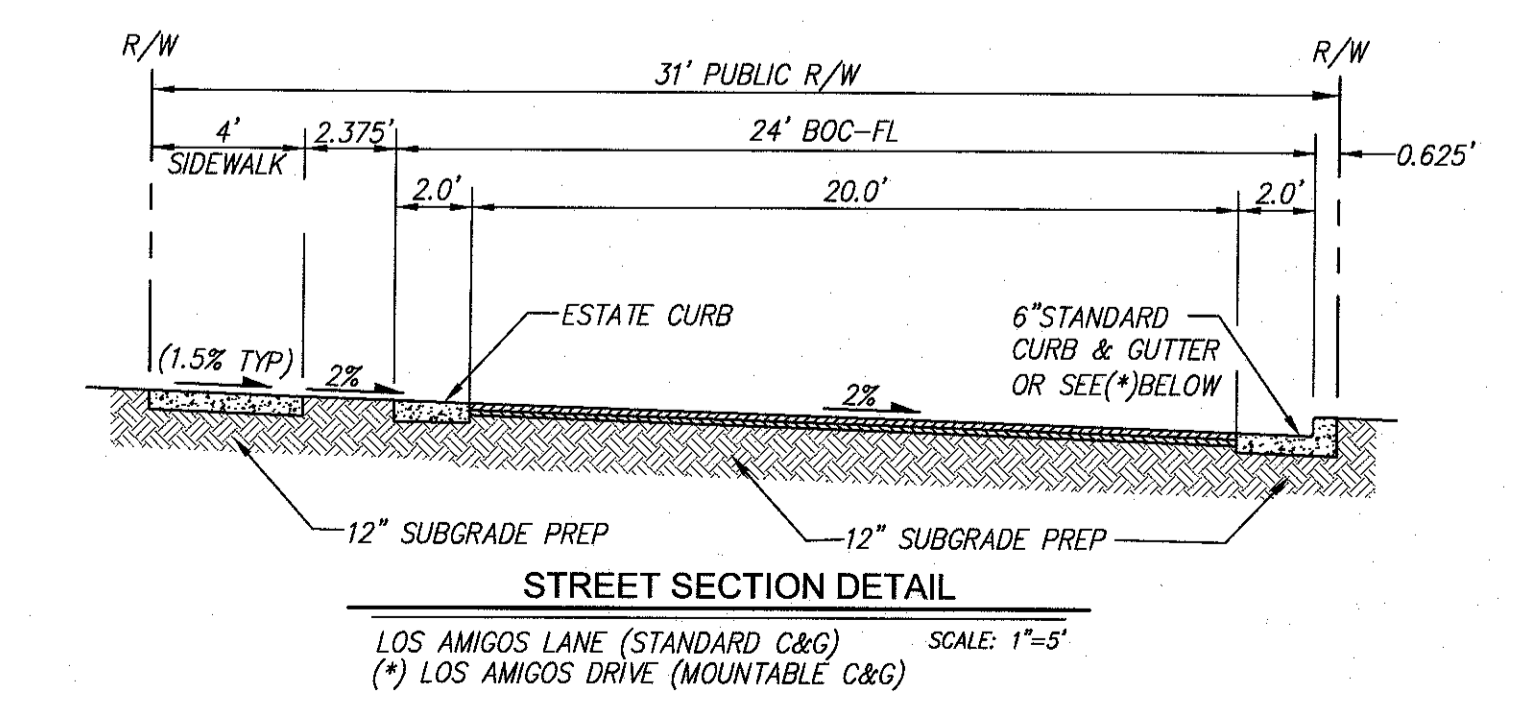 R/W
R/W
31' PUBLIC R/W
4'
SIDEWALK
2.375'
24' BOC-FL
0.625'
2.0'
20.0'
2.0'
ESTATE CURB
6"STANDARD
CURB & GUTTER
OR SEE(*)BELOW
(1.5% TYP)
2%
2%
12" SUBGRADE PREP
12" SUBGRADE PREP
STREET SECTION DETAIL
LOS AMIGOS LANE (STANDARD C&G)
SCALE: 1"=5'
(*) LOS AMIGOS DRIVE (MOUNTABLE C&G)